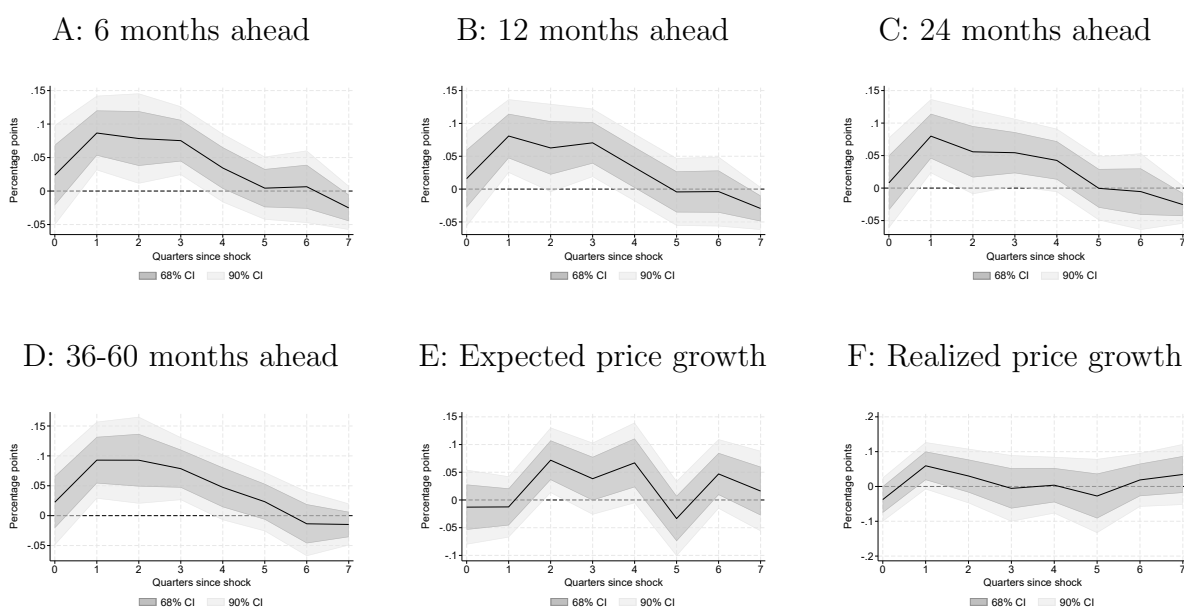 A: 6 months ahead
Percentage points
.15
.1
.05
0
-.05
0 1 2 3 4 5 6 7
Quarters since shock
68% CI 90% CI
B: 12 months ahead
Percentage points
.15
.1
.05
0
-.05
0 1 2 3 4 5 6 7
Quarters since shock
68% CI 90% CI
C: 24 months ahead
Percentage points
.15
.1
.05
0
-.05
0 1 2 3 4 5 6 7
Quarters since shock
68% CI 90% CI
D: 36-60 months ahead
Percentage points
.15
.1
.05
0
-.05
0 1 2 3 4 5 6 7
Quarters since shock
68% CI 90% CI
E: Expected price growth
Percentage points
.15
.1
.05
0
-.05
-.1
0 1 2 3 4 5 6 7
Quarters since shock
68% CI 90% CI
F: Realized price growth
Percentage points
.2
.1
0
-.1
-.2
0 1 2 3 4 5 6 7
Quarters since shock
68% CI 90% CI